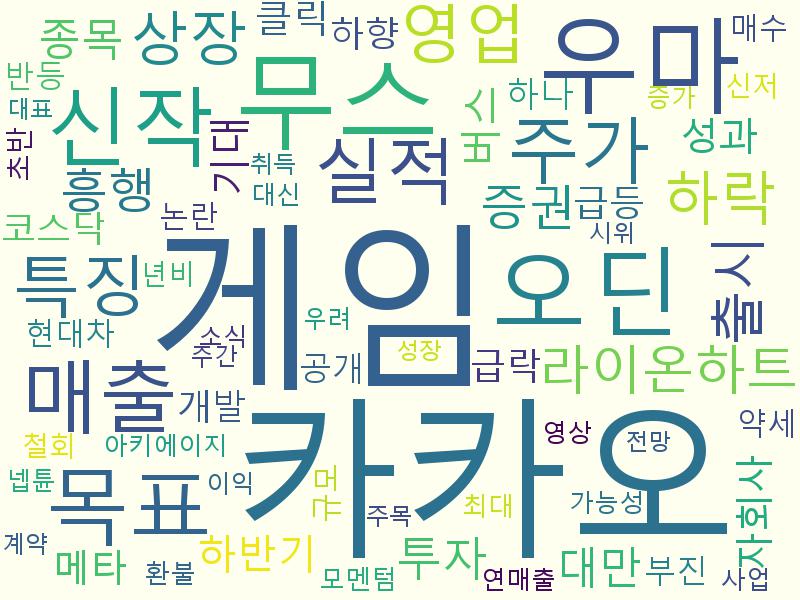 종목
상장
클릭
하향
영업
우마
매수
반등
대표
신작
무스
버스
하나
증가
신저
초반
기대
취득
대신
실적
주가
성과
흥행
논란
증권
급등
하락
코스닥
시위
특징
년비
게임
오딘
출시
현대차
소식
주간
우려
공개
성장
급락
라이온하트
매출
개발
카카오
영상
전망
약세
철회
아키에이지
넵튠
목표
이익
규모
주목
최대
가능성
자회사
계약
메타
환불
하반기
모멘텀
투자
연매출
대만
부진
사업